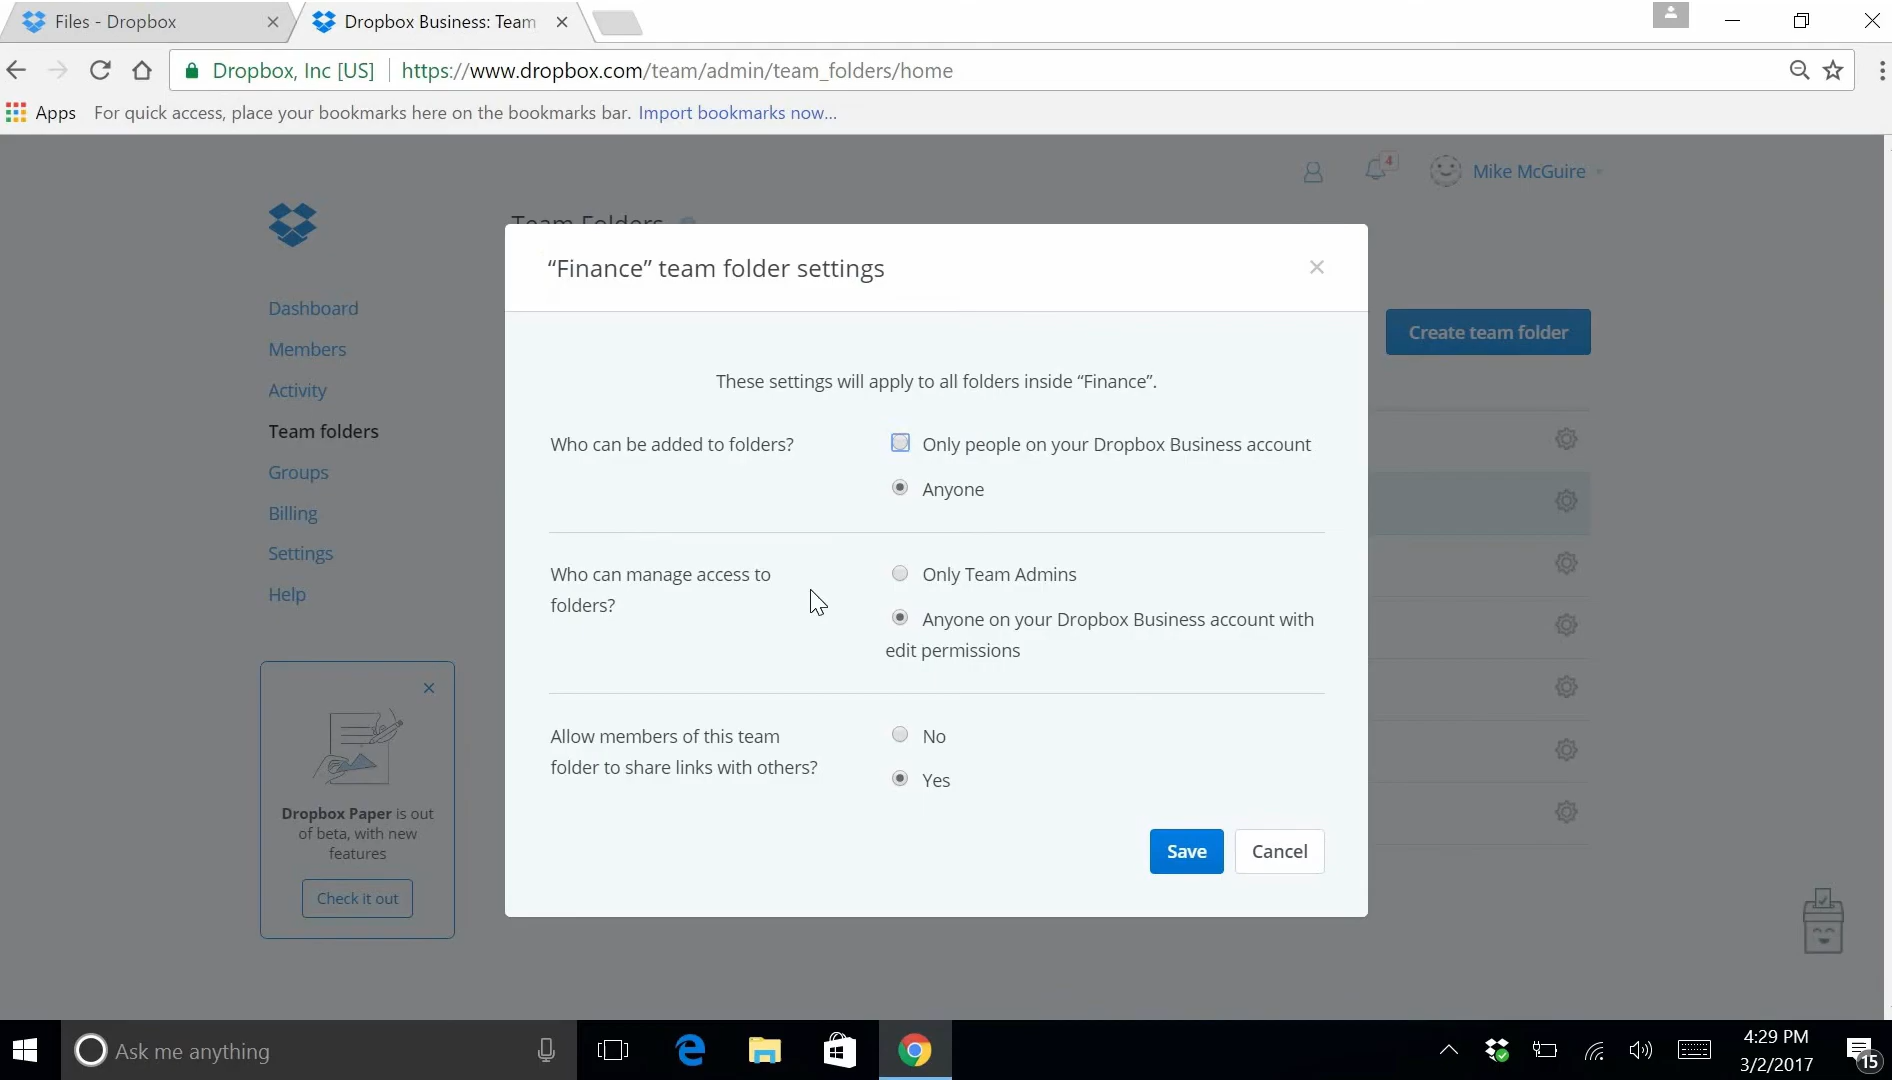 Files - Dropbox
Dropbox Business: Team
Dropbox, Inc [US]
https://www.dropbox.com/team/admin/team_folders/home
Apps
For quick access, place your bookmarks here on the bookmarks bar. Import bookmarks now...
4
Mike McGuire
Team Folders
Dashboard
Members
Activity
Team folders
Groups
Billing
Settings
Help
Dropbox Paper is out
of beta, with new
features
Check it out
Create team folder
“Finance” team folder settings
These settings will apply to all folders inside “Finance”.
Who can be added to folders?
Only people on your Dropbox Business account
Anyone
Who can manage access to
folders?
Only Team Admins
Anyone on your Dropbox Business account with
edit permissions
Allow members of this team
folder to share links with others?
No
Yes
Save
Cancel
Ask me anything
4:29 PM
3/2/2017
15